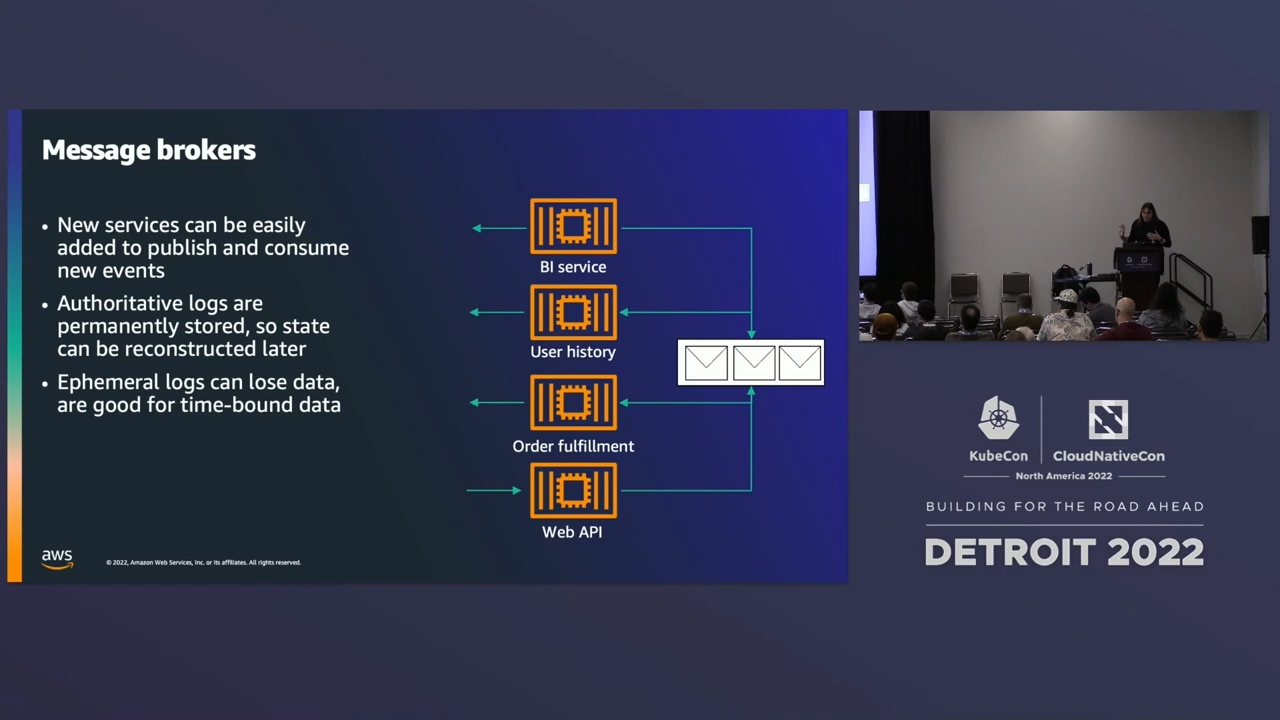 Message brokers
• New services can be easily
added to publish and consume
new events
• Authoritative logs are
permanently stored, so state
can be reconstructed later
• Ephemeral logs can lose data,
are good for time-bound data
BI service
User history
Order fulfillment
Web API
aws
© 2022, Amazon Web Services, Inc. or its affiliates. All rights reserved.
KubeCon
CloudNativeCon
North America 2022
BUILDING FOR THE ROAD AHEAD
DETROIT 2022